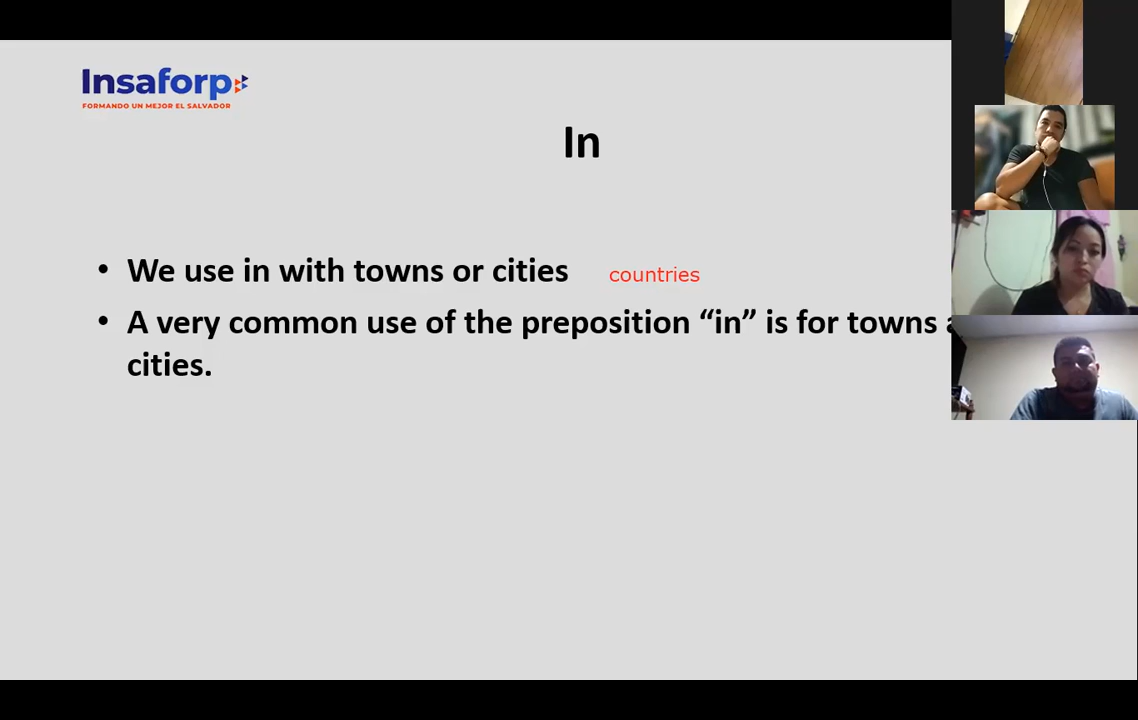 Insaforp
FORMANDO UN MEJOR EL SALVADOR
In
• We use in with towns or cities countries
• A very common use of the preposition “in” is for towns
cities.